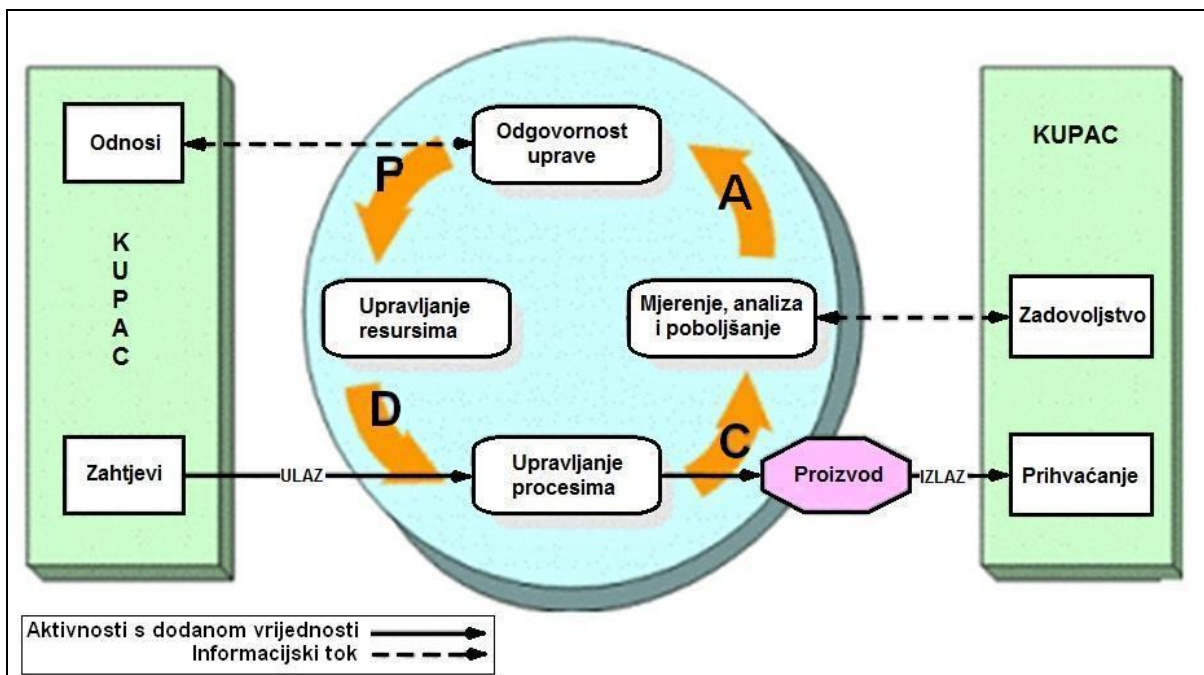 Odnosi
K
U
P
A
C
Zahtjevi
ULAZ
P
Odgovornost
uprave
A
Upravljanje
resursima
Mjerenje, analiza
i poboljšanje
D
Upravljanje
procesima
C
Proizvod
IZLAZ
KUPAC
Zadovoljstvo
Prihvaćanje
Aktivnosti s dodanom vrijednosti
Informacijski tok